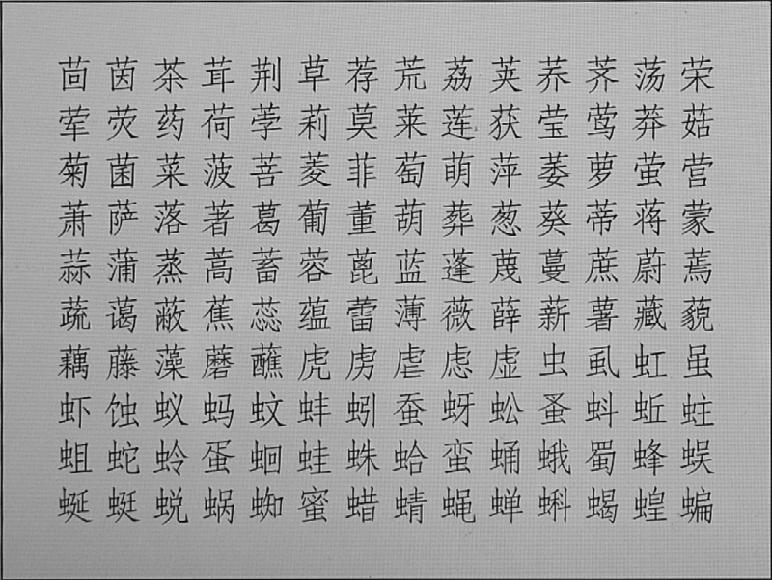 茴茵茶茸荆草荐荒荔荚养荠荡荣
荤荧药荷荸莉莫莱莲获莹莺莽菇
菊菌菜菠菩菱菲萄萌萍萎萝萤营
萧萨落著葛葡董葫葬葱葵蒂蒋蒙
蒜蒲蒸蒿蓄蓉蓖蓝蓬蔑蔓蔗蔚蔫
蔬蔼蔽蕉蕊蕴蕾薄薇薛薪薯藏藐
藕藤藻蘑蘸虎虏虐虑虚虫虱虹虽
虾蚀蚁蚂蚊蚌蚓蚕蚜蚣蚤蚪蚯蛀
蛆蛇蛉蛋蛔蛙蛛蛤蛮蛹蛾蜀蜂蜈
蜒蜓蜕蜗蜘蜜蜡蜻蝇蝉蝌蝎蝗蝙